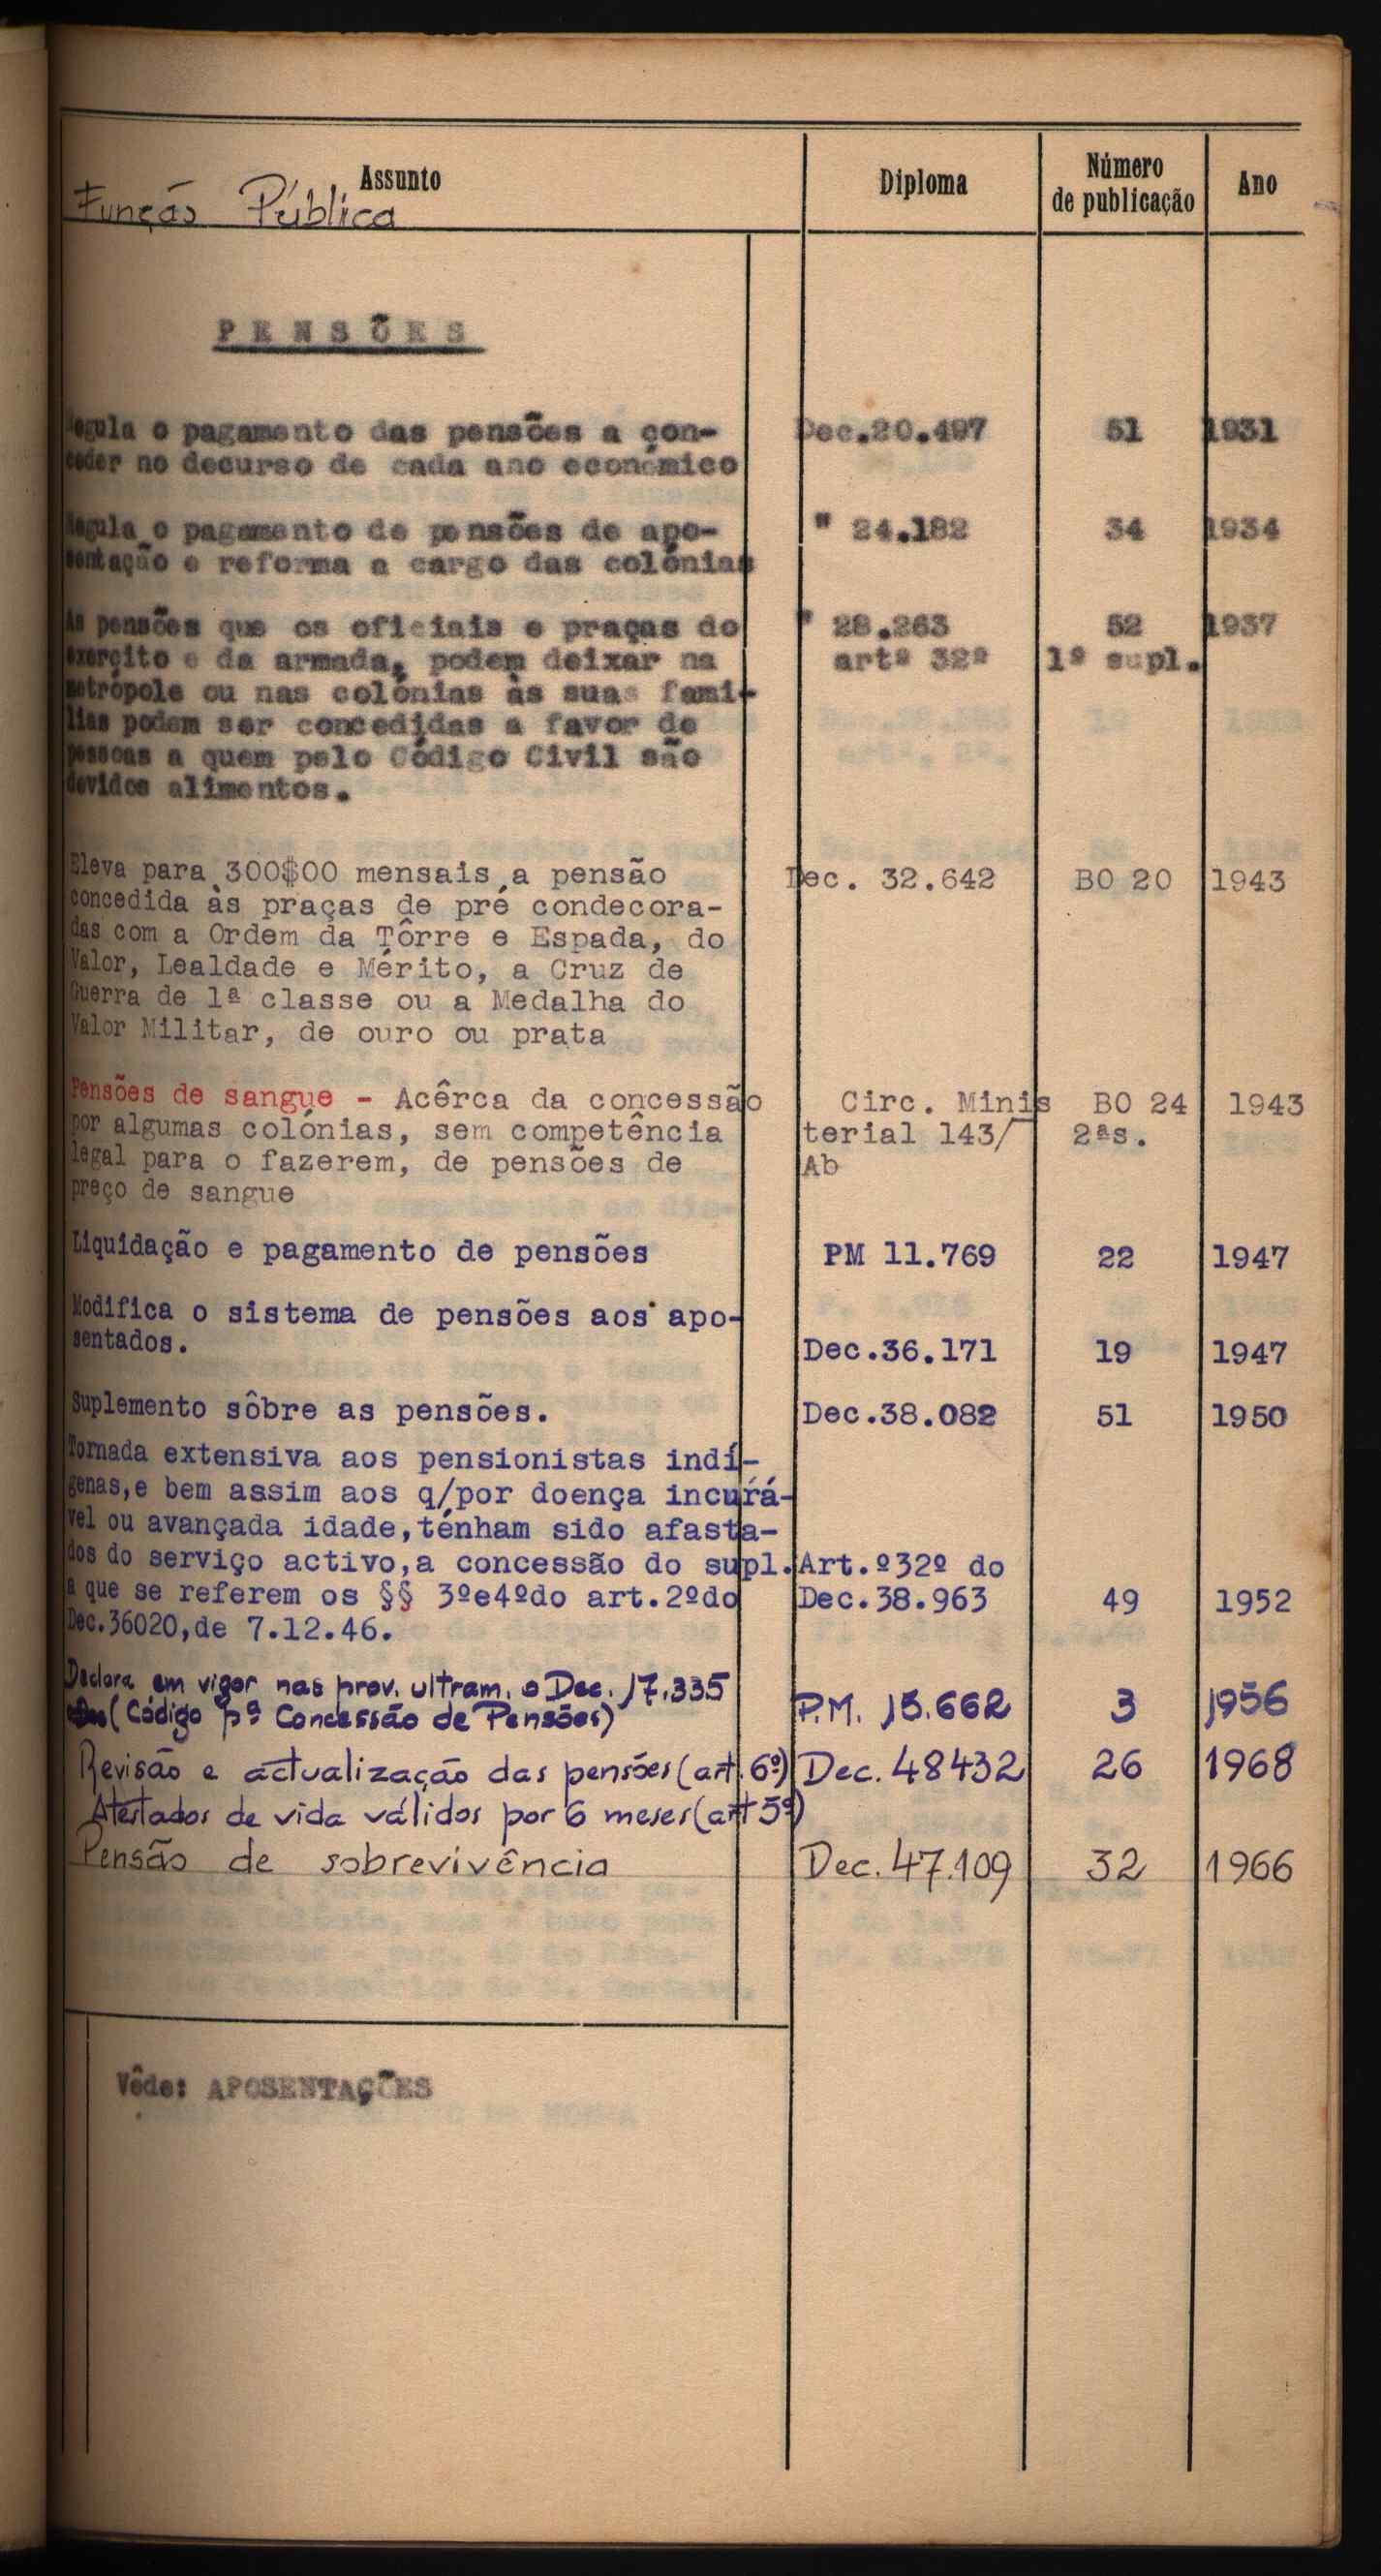 Assunto Diploma Número de publicação Ano
Função Pública
PENSÕES
Regula o pagamento das pensões a con- Dec.20.497 51 1931
ceder no decurso de cada ano económico
Regula o pagamento de pensões de apo- " 24.182 34 1934
sentação e reforma a cargo das colónias
As pensões que os oficiais e praças do " 28.263 52 1937
exerçito e da armada, podem deixar na artº 32º 1º supl.
metrópole ou nas colónias às suas famí-
lias podem ser concedidas a favor de
pessoas a quem pelo Código Civil são
devidos alimentos.
Eleva para 300$00 mensais a pensão Dec. 32.642 BO 20 1943
concedida às praças de pré condecora-
das com a Ordem da Tôrre e Espada, do
Valor, Lealdade e Mérito, a Cruz de
Guerra de 1ª classe ou a Medalha do
Valor Militar, de ouro ou prata
Pensões de sangue - Acêrca da concessão Circ. Minis BO 24 1943
por algumas colónias, sem competência terial 143/ 2ªs.
legal para o fazerem, de pensões de Ab
preço de sangue
Liquidação e pagamento de pensões PM 11.769 22 1947
Modifica o sistema de pensões aos apo-
sentados. Dec.36.171 19 1947
Suplemento sôbre as pensões. Dec.38.082 51 1950
Tornada extensiva aos pensionistas indí-
genas,e bem assim aos q/por doença incurá-
vel ou avançada idade,ténham sido afasta-
dos do serviço activo,a concessão do supl. Art.º32º do
a que se referem os §§ 3ºe4ºdo art.2ºdo Dec.38.963 49 1952
Dec.36020,de 7.12.46.
Declara em vigor nas prov. ultram. o Dec. 17.335
(Código pª Concessão de Pensões) P.M. 15.662 3 1956
Revisão e actualização das pensões (art. 6º) Dec. 48432 26 1968
Atestados de vida válidos por 6 meses (artº 5º)
Pensão de sobrevivência Dec. 47.109 32 1966
Vêde: APOSENTAÇÕES